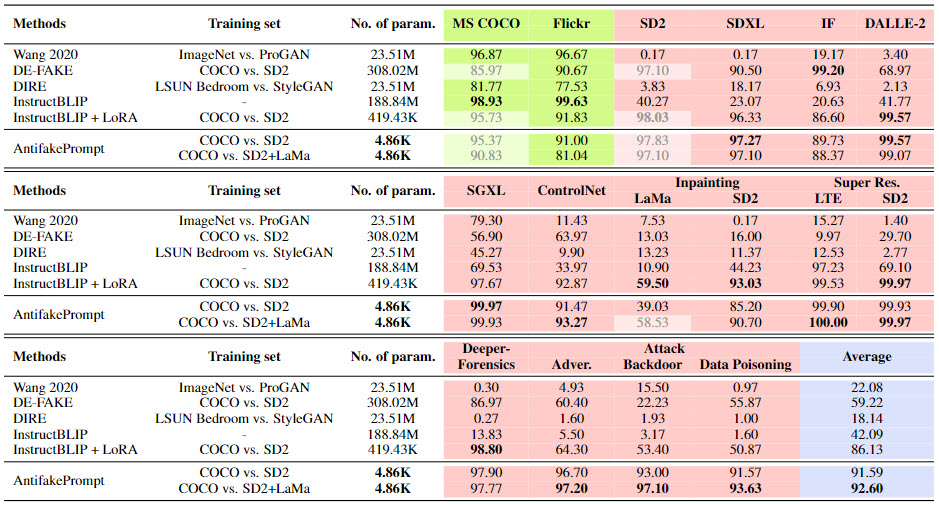 Methods Training set No. of param. MS COCO Flickr SD2 SDXL IF DALLE-2
Wang 2020 ImageNet vs. ProGAN 23.51M 96.87 96.67 0.17 0.17 19.17 3.40
DE-FAKE COCO vs. SD2 308.02M 85.97 90.67 97.10 90.50 99.20 68.97
DIRE LSUN Bedroom vs. StyleGAN 23.51M 81.77 77.53 3.83 18.17 6.93 2.13
InstructBLIP - 188.84M 98.93 99.63 40.27 23.07 20.63 41.77
InstructBLIP + LoRA COCO vs. SD2 419.43K 95.73 91.83 98.03 96.33 86.60 99.57
AntifakePrompt COCO vs. SD2 4.86K 95.37 91.00 97.83 97.27 89.73 99.57
COCO vs. SD2+LaMa 4.86K 90.83 81.04 97.10 97.10 88.37 99.07
Methods Training set No. of param. SGXL ControlNet Inpainting Super Res.
LaMa SD2 LTE SD2
Wang 2020 ImageNet vs. ProGAN 23.51M 79.30 11.43 7.53 0.17 15.27 1.40
DE-FAKE COCO vs. SD2 308.02M 56.90 63.97 13.03 16.00 9.97 29.70
DIRE LSUN Bedroom vs. StyleGAN 23.51M 45.27 9.90 13.23 11.37 12.53 2.77
InstructBLIP - 188.84M 69.53 33.97 10.90 44.23 97.23 69.10
InstructBLIP + LoRA COCO vs. SD2 419.43K 97.67 92.87 59.50 93.03 99.53 99.97
AntifakePrompt COCO vs. SD2 4.86K 99.97 91.47 39.03 85.20 99.90 99.93
COCO vs. SD2+LaMa 4.86K 99.93 93.27 58.53 90.70 100.00 99.97
Methods Training set No. of param. Deeper- Attack Average
Forensics Adver. Backdoor Data Poisoning
Wang 2020 ImageNet vs. ProGAN 23.51M 0.30 4.93 15.50 0.97 22.08
DE-FAKE COCO vs. SD2 308.02M 86.97 60.40 22.23 55.87 59.22
DIRE LSUN Bedroom vs. StyleGAN 23.51M 0.27 1.60 1.93 1.00 18.14
InstructBLIP - 188.84M 13.83 5.50 3.17 1.60 42.09
InstructBLIP + LoRA COCO vs. SD2 419.43K 98.80 64.30 53.40 50.87 86.13
AntifakePrompt COCO vs. SD2 4.86K 97.90 96.70 93.00 91.57 91.59
COCO vs. SD2+LaMa 4.86K 97.77 97.20 97.10 93.63 92.60